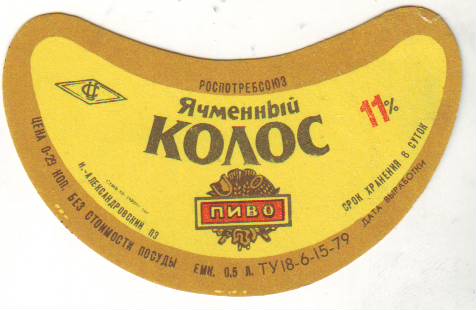 РОСПОТРЕБСОЮЗ
Ячменный
КОЛОС
11%
ПИВО
Н.-АЛЕКСАНДРОВСКИЙ ПЗ
СРОК ХРАНЕНИЯ 8 СУТОК
ЦЕНА 0-29 КОП. БЕЗ СТОИМОСТИ ПОСУДЫ
ЕМК. 0.5 Л. ТУ18-6-15-79
ДАТА ВЫРАБОТКИ